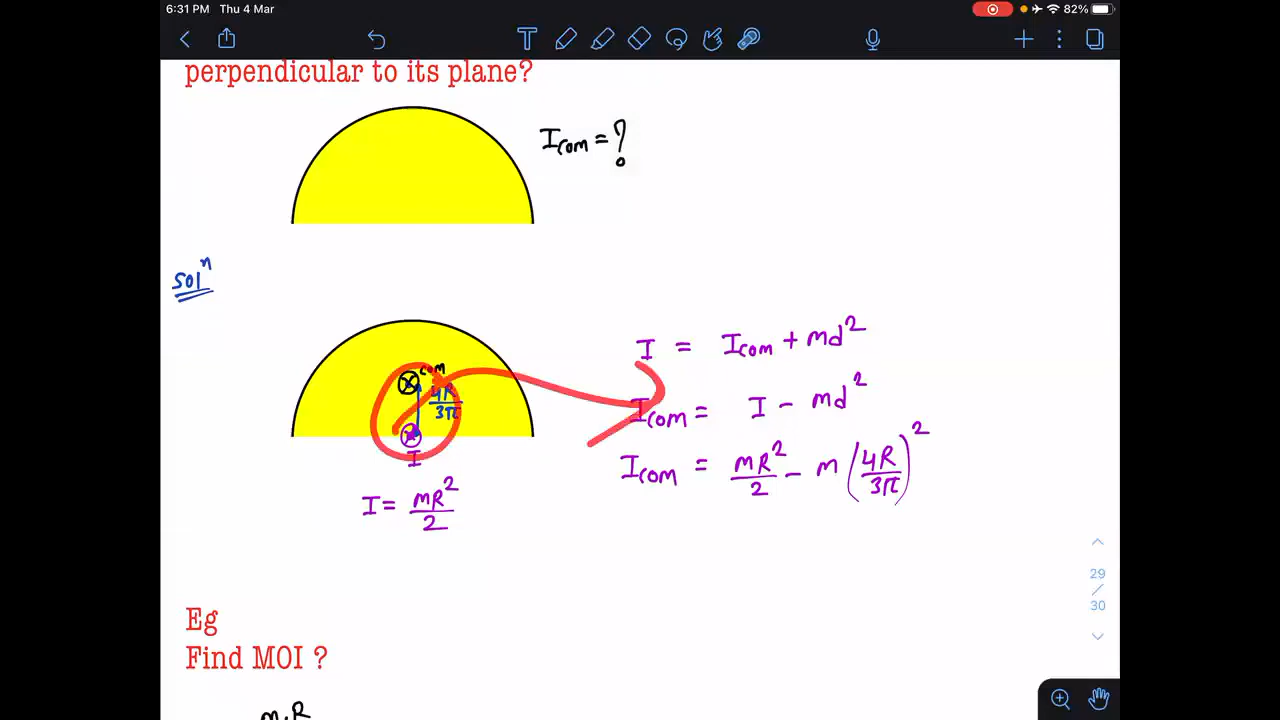 6:31 PM Thu 4 Mar
82%
T
perpendicular to its plane?
Icom = ?
Solⁿ
com
4R/3π
I
I = mR²/2
I = Icom + md²
Icom = I - md²
Icom = mR²/2 - m(4R/3π)²
29
/
30
Eg
Find MOI ?
m,R